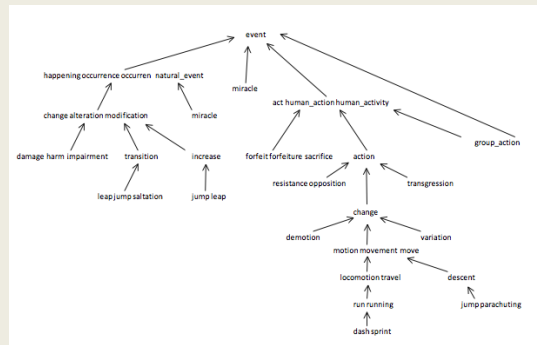 event
happening occurrence occurren natural_event
miracle
act human_action human_activity
change alteration modification
miracle
group_action
damage harm impairment
transition
increase
forfeit forfeiture sacrifice
action
resistance opposition
transgression
leap jump saltation
jump leap
change
demotion
variation
motion movement move
locomotion travel
descent
run running
jump parachuting
dash sprint